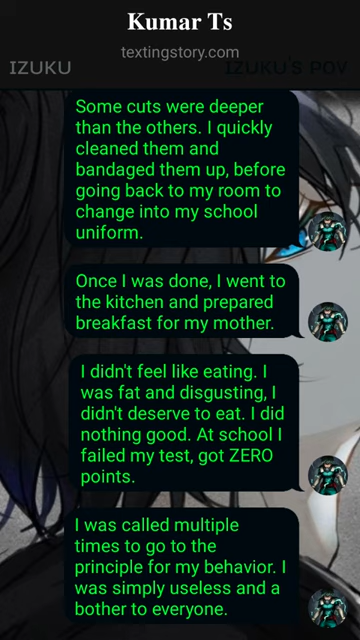 Kumar Ts
textingstory.com
IZUKU
IZUKU'S POV
Some cuts were deeper
than the others. I quickly
cleaned them and
bandaged them up, before
going back to my room to
change into my school
uniform.
Once I was done, I went to
the kitchen and prepared
breakfast for my mother.
I didn't feel like eating. I
was fat and disgusting, I
didn't deserve to eat. I did
nothing good. At school I
failed my test, got ZERO
points.
I was called multiple
times to go to the
principle for my behavior. I
was simply useless and a
bother to everyone.